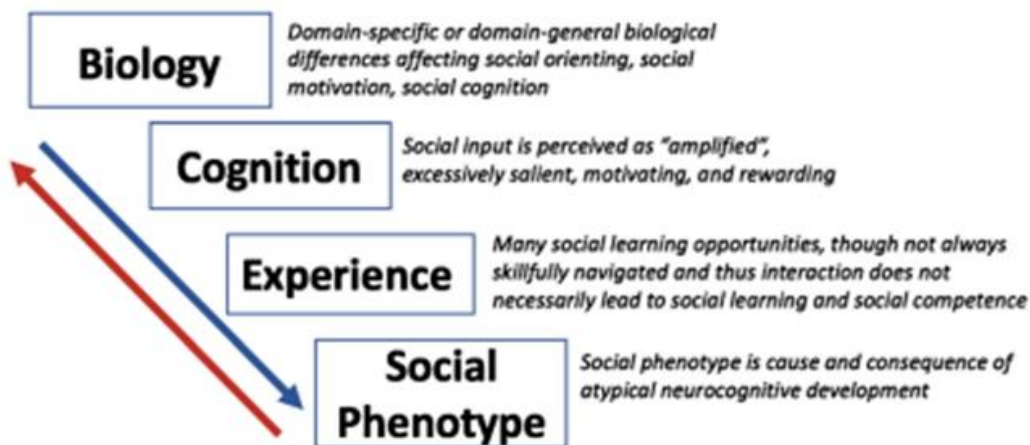 Biology
Domain-specific or domain-general biological
differences affecting social orienting, social
motivation, social cognition
Cognition
Social input is perceived as "amplified",
excessively salient, motivating, and rewarding
Experience
Many social learning opportunities, though not always
skillfully navigated and thus interaction does not
necessarily lead to social learning and social competence
Social
Phenotype
Social phenotype is cause and consequence of
atypical neurocognitive development